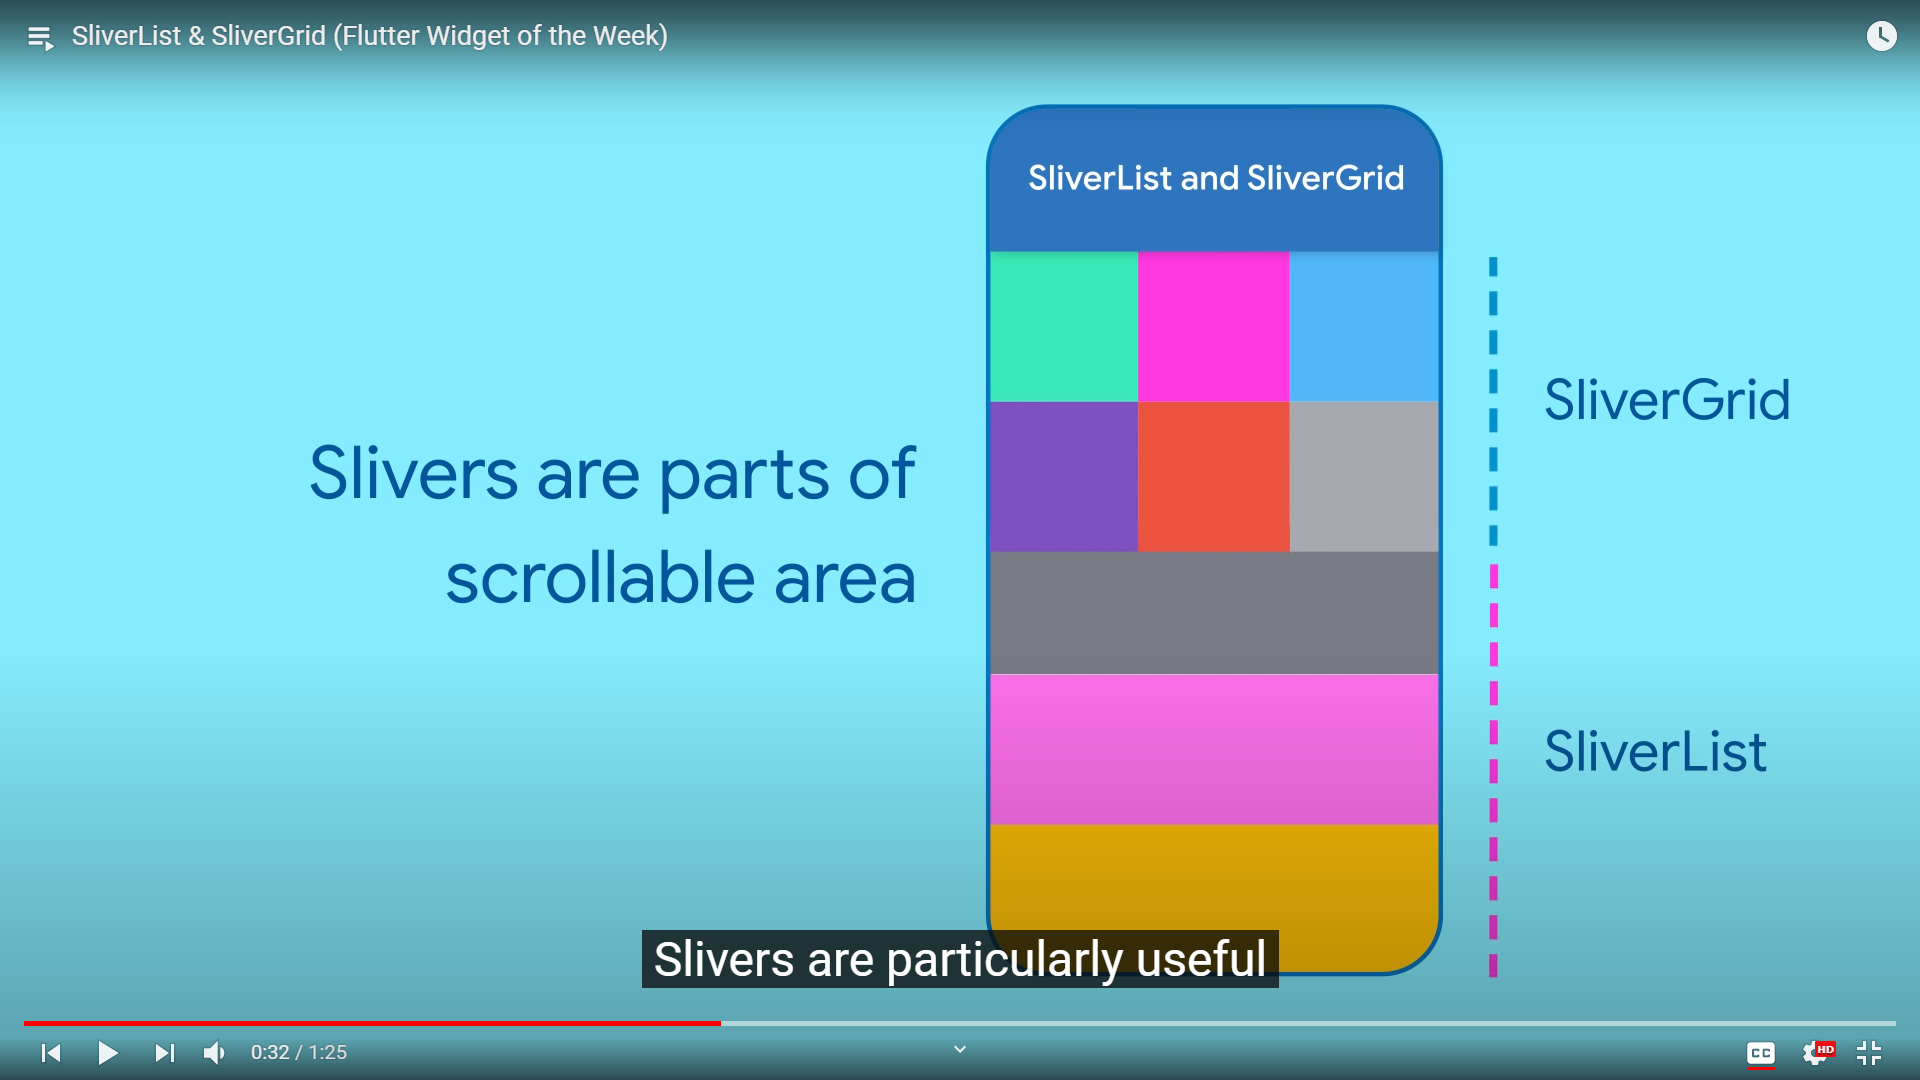 SliverList & SliverGrid (Flutter Widget of the Week)
SliverList and SliverGrid
Slivers are parts of
scrollable area
SliverGrid
SliverList
Slivers are particularly useful
0:32 / 1:25
CC
HD